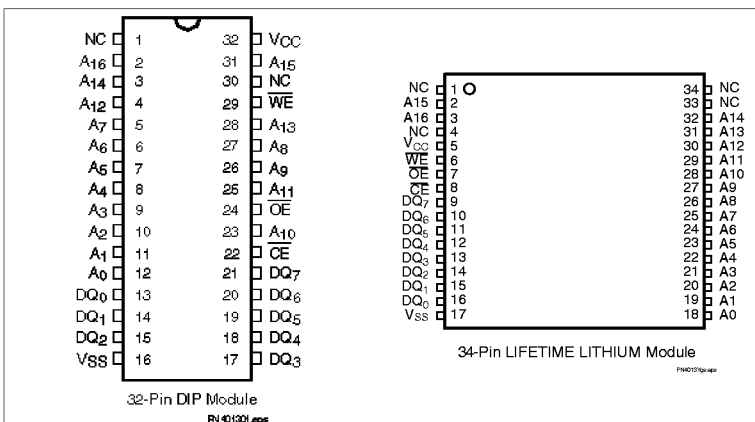 NC 1 32 VCC
A16 2 31 A15
A14 3 30 NC
A12 4 29 WE
A7 5 28 A13
A6 6 27 A8
A5 7 26 A9
A4 8 25 A11
A3 9 24 OE
A2 10 23 A10
A1 11 22 CE
A0 12 21 DQ7
DQ0 13 20 DQ6
DQ1 14 19 DQ5
DQ2 15 18 DQ4
VSS 16 17 DQ3
32-Pin DIP Module
PN401301.eps
NC 1 34 NC
A15 2 33 NC
A16 3 32 A14
NC 4 31 A13
VCC 5 30 A12
WE 6 29 A11
OE 7 28 A10
CE 8 27 A9
DQ7 9 26 A8
DQ6 10 25 A7
DQ5 11 24 A6
DQ4 12 23 A5
DQ3 13 22 A4
DQ2 14 21 A3
DQ1 15 20 A2
DQ0 16 19 A1
VSS 17 18 A0
34-Pin LIFETIME LITHIUM Module